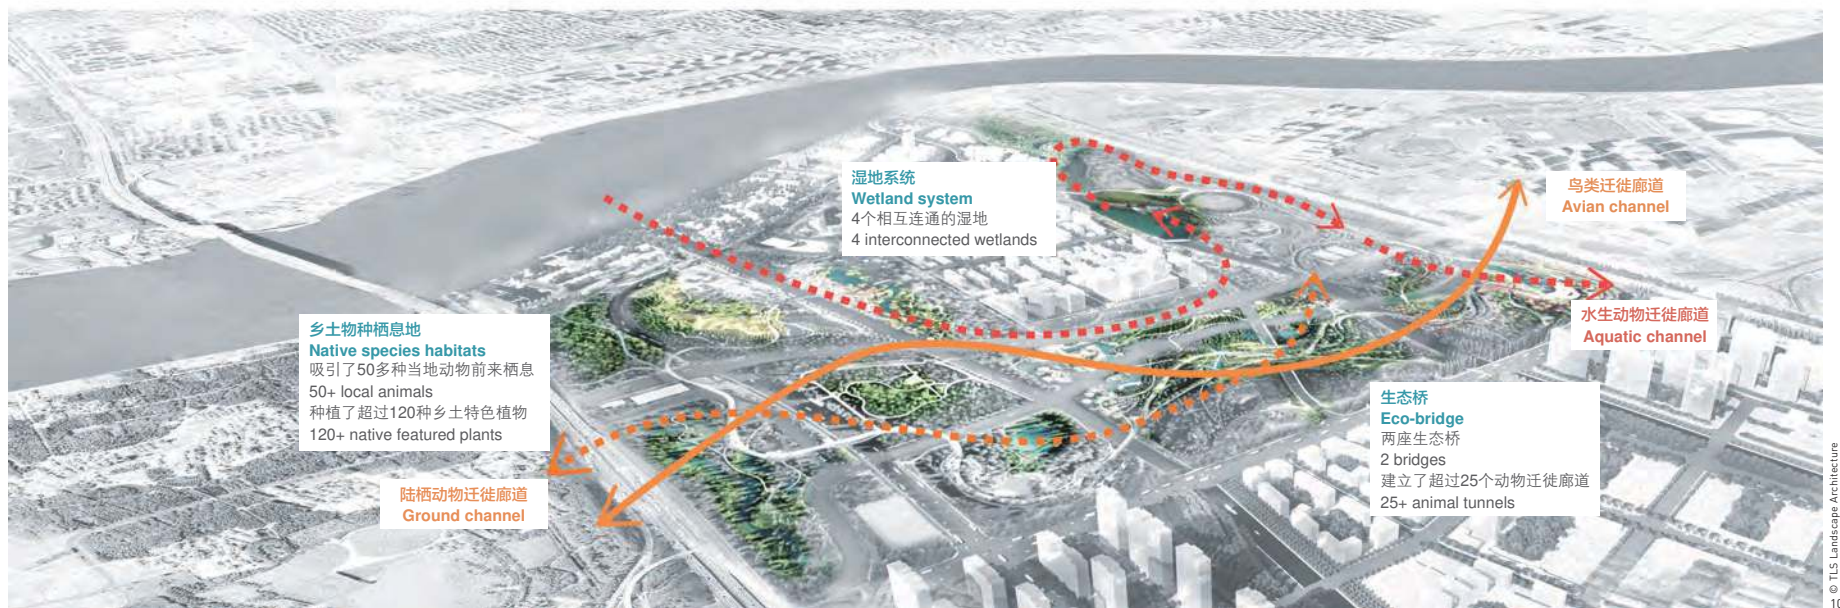 湿地系统
Wetland system
4个相互连通的湿地
4 interconnected wetlands
鸟类迁徙廊道
Avian channel
水生动物迁徙廊道
Aquatic channel
乡土物种栖息地
Native species habitats
吸引了50多种当地动物前来栖息
50+ local animals
种植了超过120种乡土特色植物
120+ native featured plants
生态桥
Eco-bridge
两座生态桥
2 bridges
建立了超过25个动物迁徙廊道
25+ animal tunnels
陆栖动物迁徙廊道
Ground channel
© TLS Landscape Architecture
10